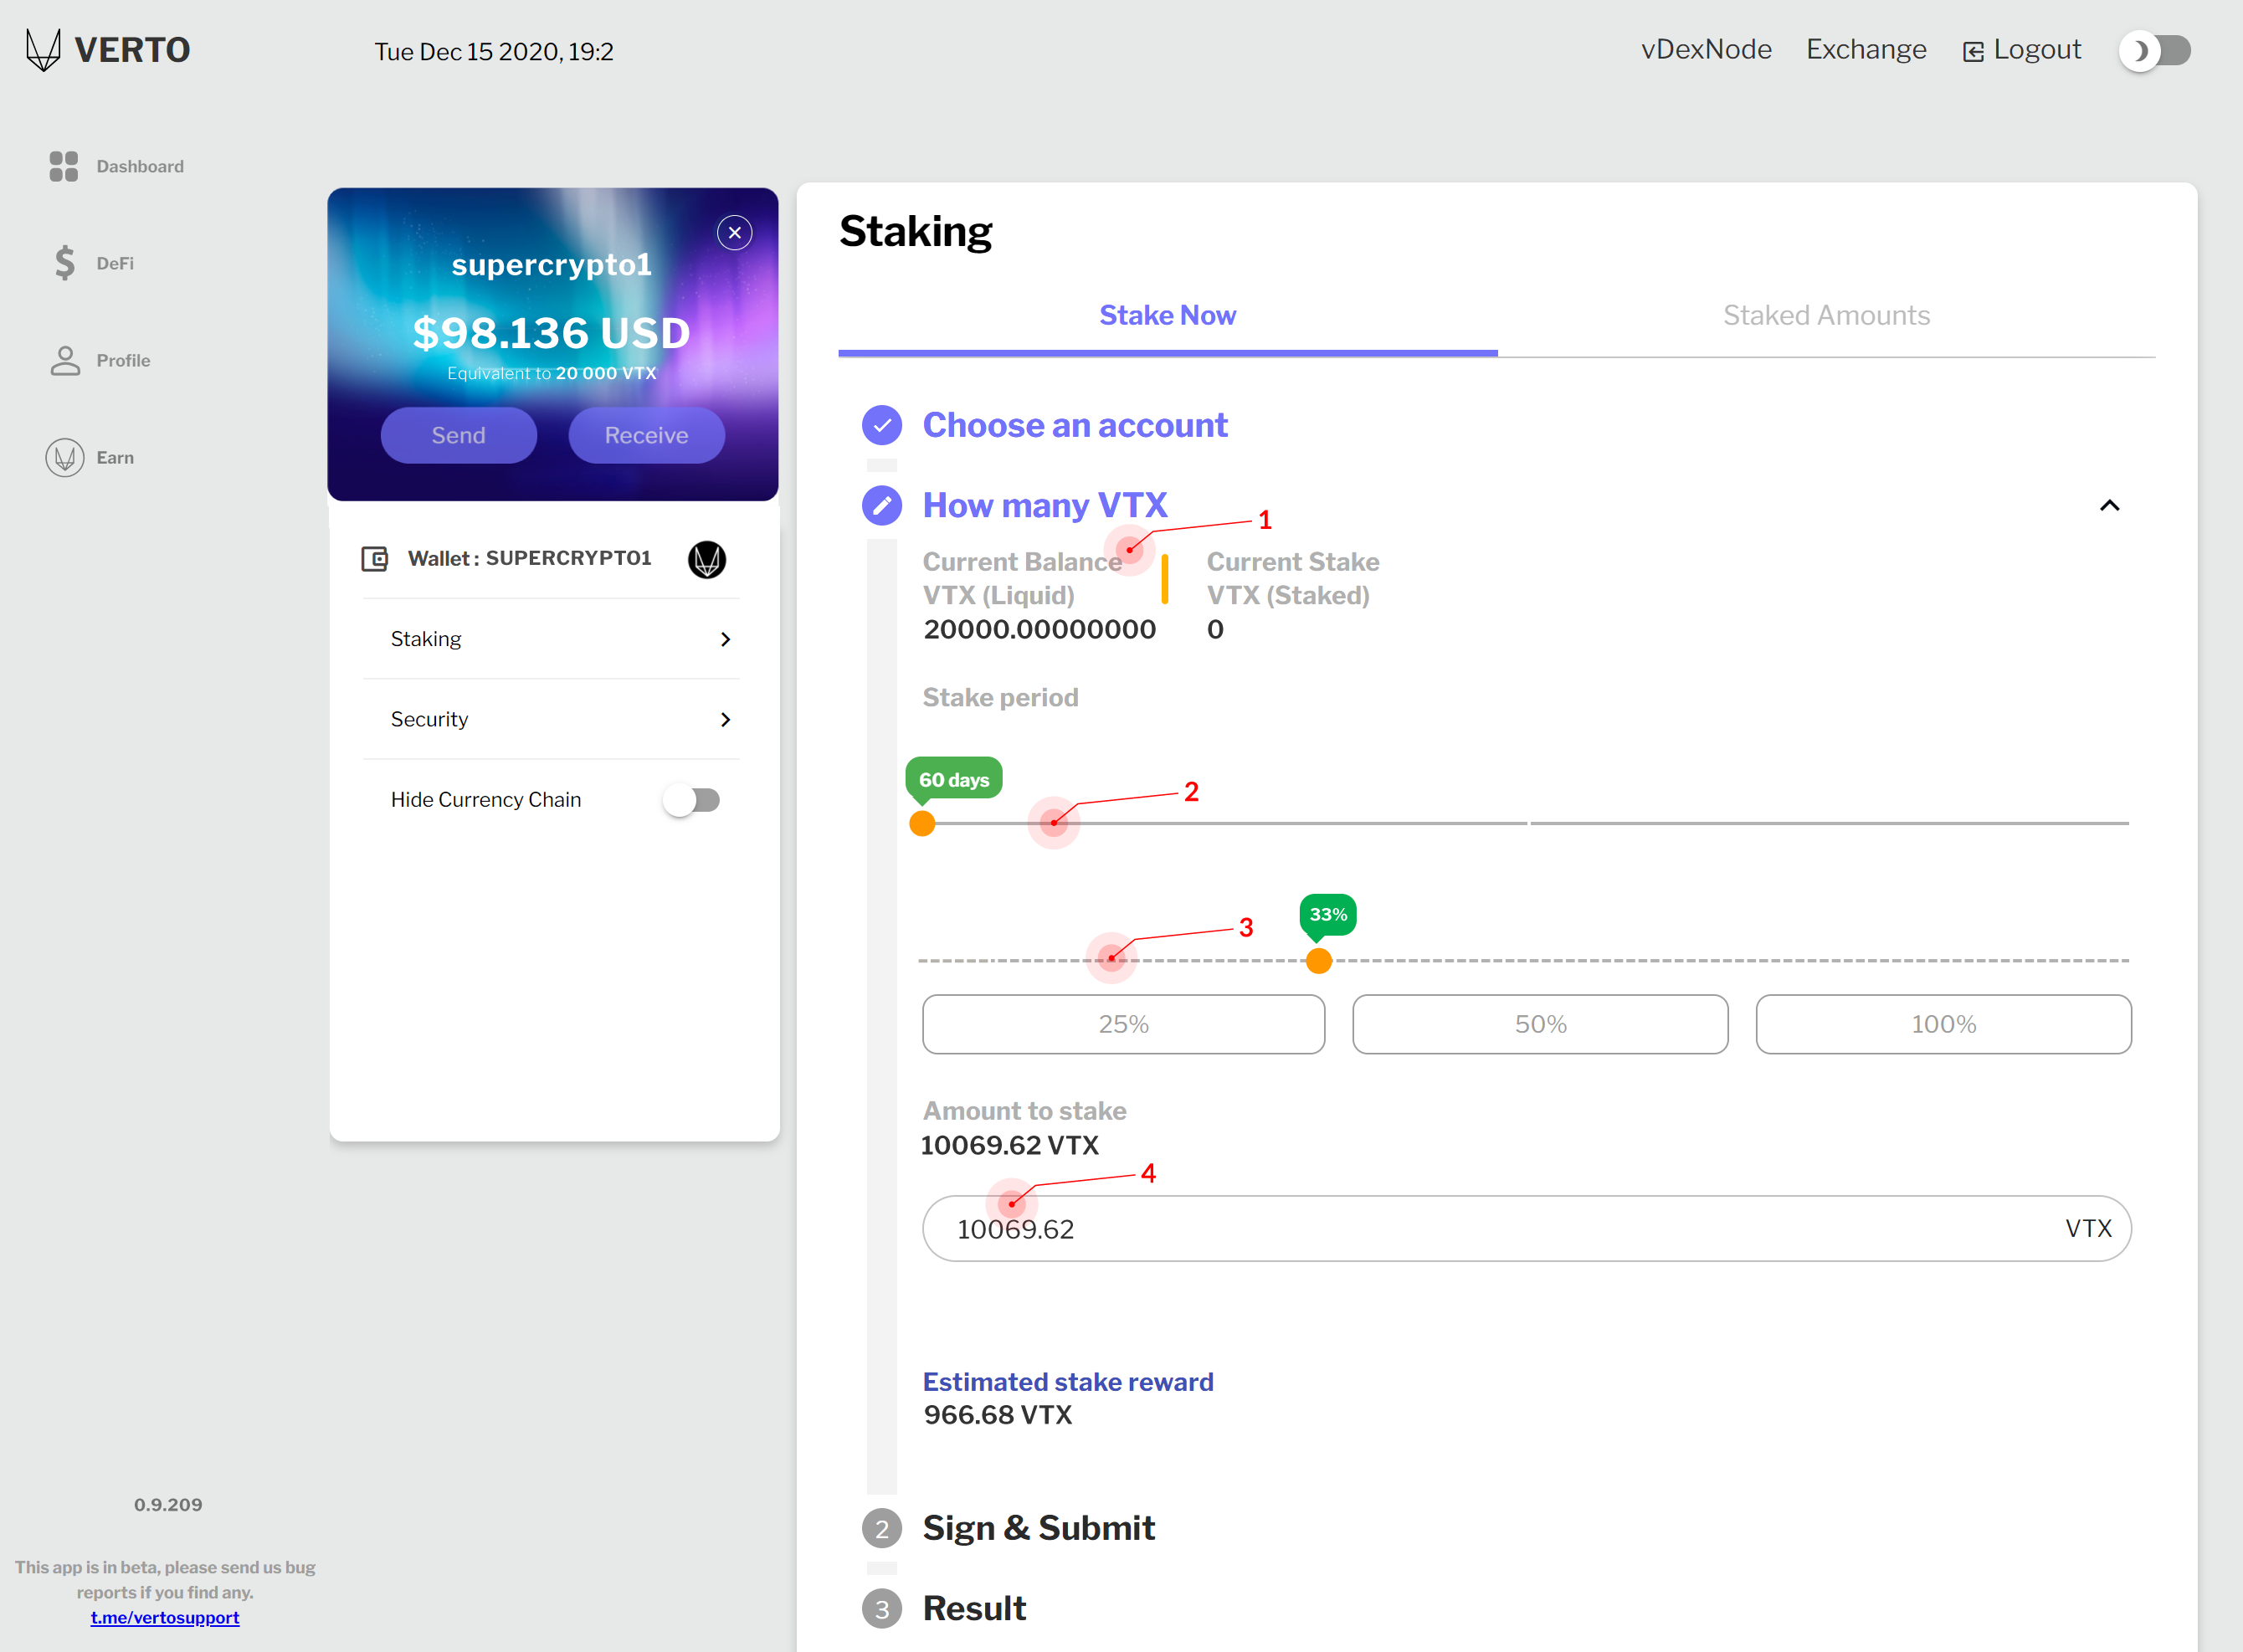 VERTO
Tue Dec 15 2020, 19:2
vDexNode
Exchange
Logout
Dashboard
DeFi
Profile
Earn
supercrypto1
$98.136 USD
Equivalent to 20 000 VTX
Send
Receive
Wallet : SUPERCRYPTO1
Staking
Security
Hide Currency Chain
0.9.209
This app is in beta, please send us bug
reports if you find any.
t.me/vertosupport
Staking
Stake Now
Staked Amounts
Choose an account
How many VTX
1
Current Balance
VTX (Liquid)
20000.00000000
Current Stake
VTX (Staked)
0
Stake period
60 days
2
33%
3
25%
50%
100%
Amount to stake
10069.62 VTX
4
10069.62
VTX
Estimated stake reward
966.68 VTX
2
Sign & Submit
3
Result